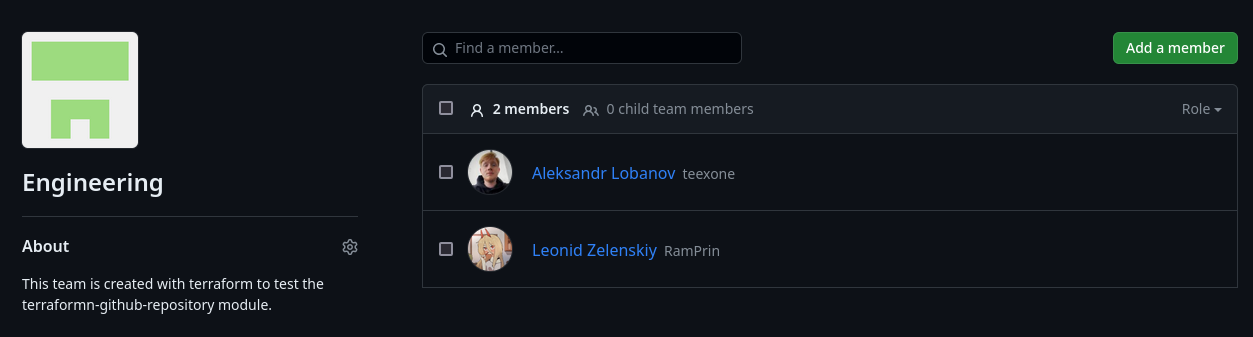 Find a member...
Add a member
2 members 0 child team members Role
Engineering
Aleksandr Lobanov teexone
About
Leonid Zelenskiy RamPrin
This team is created with terraform to test the
terraformn-github-repository module.